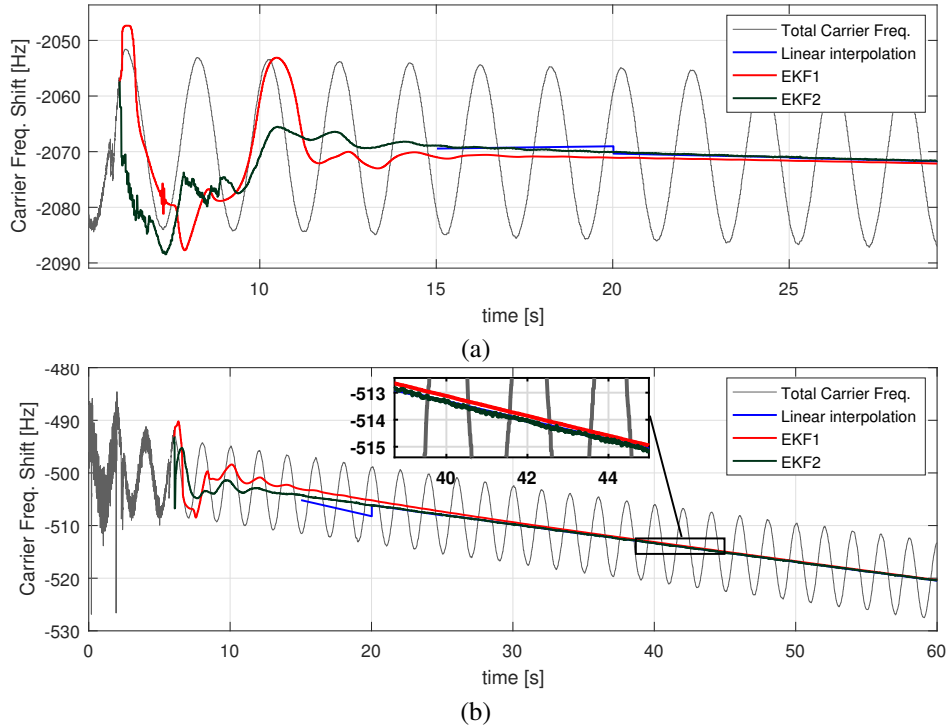 Carrier Freq. Shift [Hz]
-2050
-2060
-2070
-2080
-2090
Total Carrier Freq.
Linear interpolation
EKF1
EKF2
10
15
20
25
time [s]
(a)
Carrier Freq. Shift [Hz]
-480
-490
-500
-510
-520
-530
-513
-514
-515
40
42
44
Total Carrier Freq.
Linear interpolation
EKF1
EKF2
0
10
20
30
40
50
60
time [s]
(b)